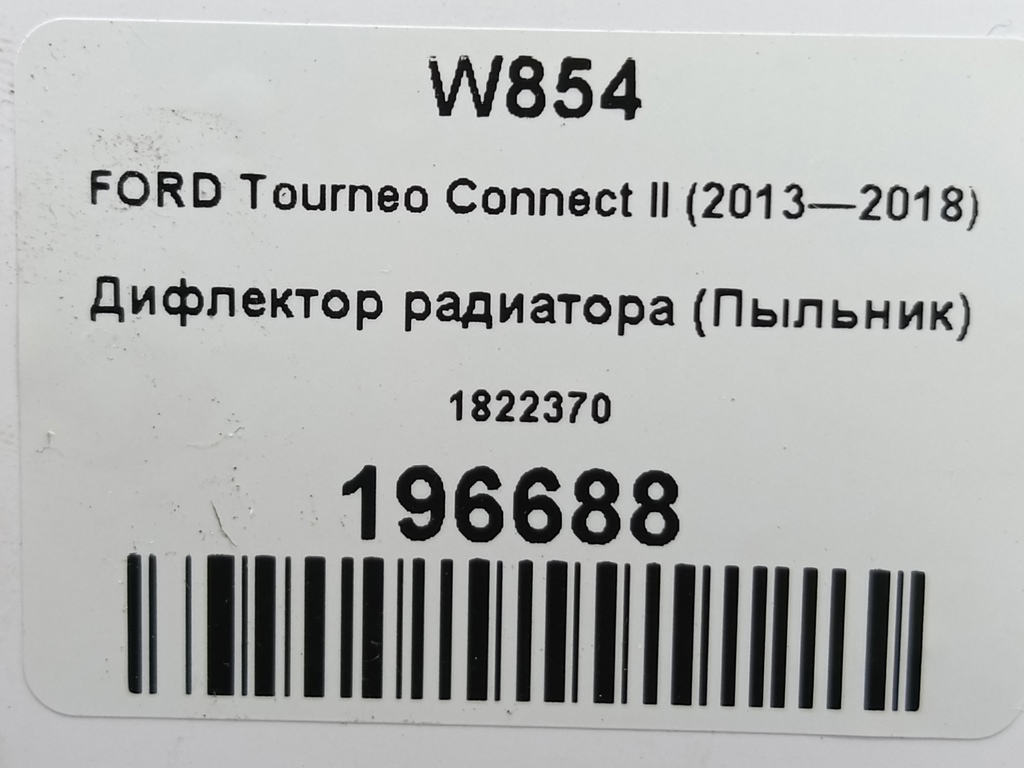 W854
FORD Tourneo Connect II (2013—2018)
Дифлектор радиатора (Пыльник)
1822370
196688